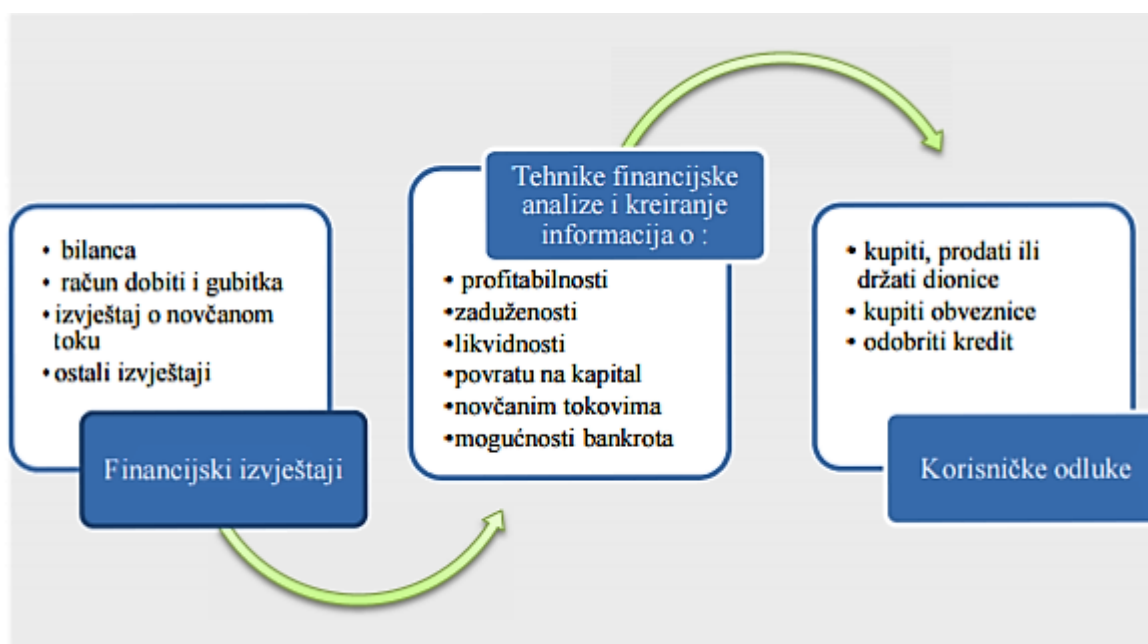 • bilanca
• račun dobiti i gubitka
• izvještaj o novčanom
toku
• ostali izvještaji
Financijski izvještaji
Tehnike financijske
analize i kreiranje
informacija o :
• profitabilnosti
• zaduženosti
• likvidnosti
• povratu na kapital
• novčanim tokovima
• mogućnosti bankrota
• kupiti, prodati ili
držati dionice
• kupiti obveznice
• odobriti kredit
Korisničke odluke